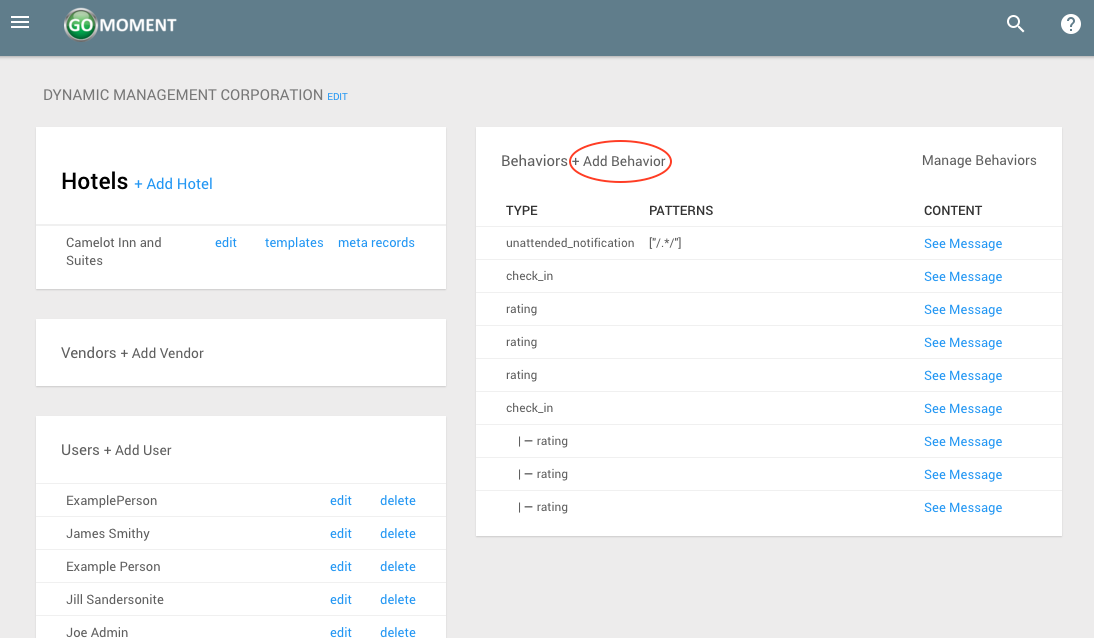 GO MOMENT
DYNAMIC MANAGEMENT CORPORATION EDIT
Hotels + Add Hotel
Camelot Inn and Suites edit templates meta records
Vendors + Add Vendor
Users + Add User
ExamplePerson edit delete
James Smithy edit delete
Example Person edit delete
Jill Sandersonite edit delete
Joe Admin edit delete
Behaviors + Add Behavior Manage Behaviors
TYPE PATTERNS CONTENT
unattended_notification ["/.*/"] See Message
check_in See Message
rating See Message
rating See Message
rating See Message
check_in See Message
| — rating See Message
| — rating See Message
| — rating See Message